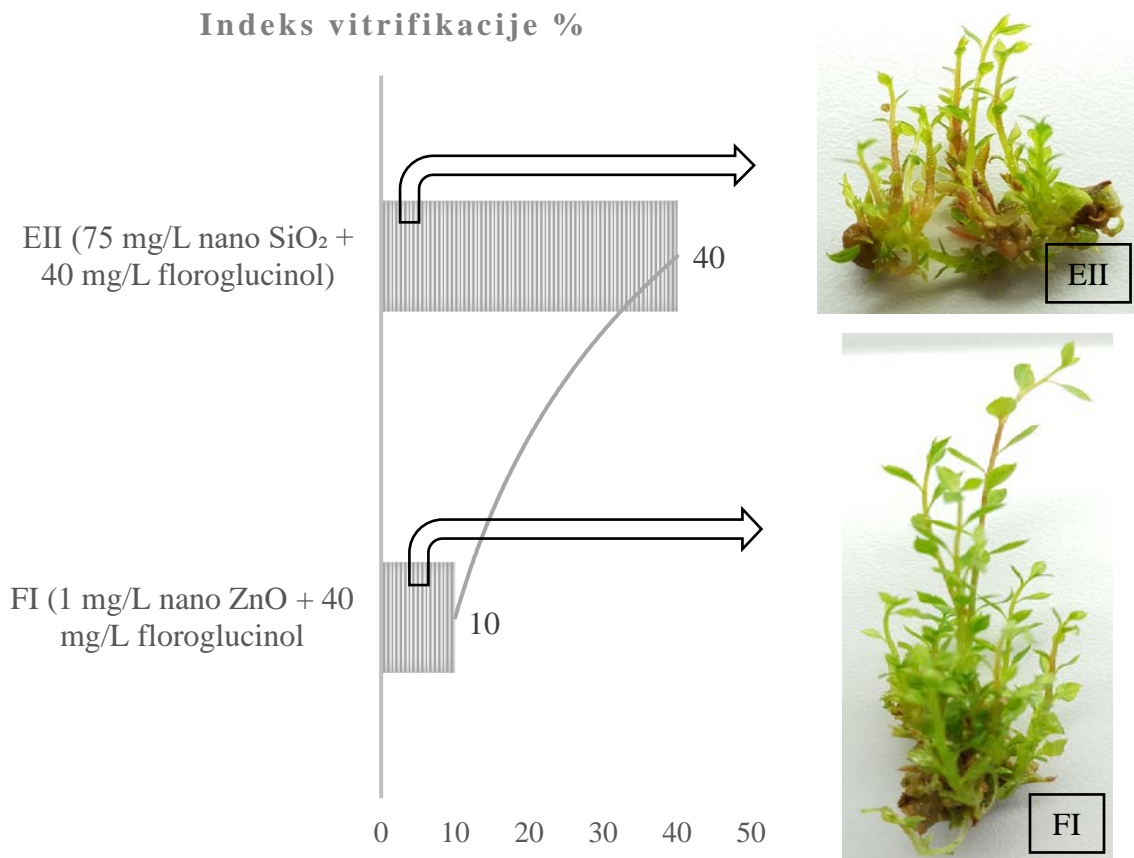 Indeks vitrifikacije %
EII (75 mg/L nano SiO₂ +
40 mg/L floroglucinol)
40
EII
FI (1 mg/L nano ZnO + 40
mg/L floroglucinol
10
FI
0 10 20 30 40 50